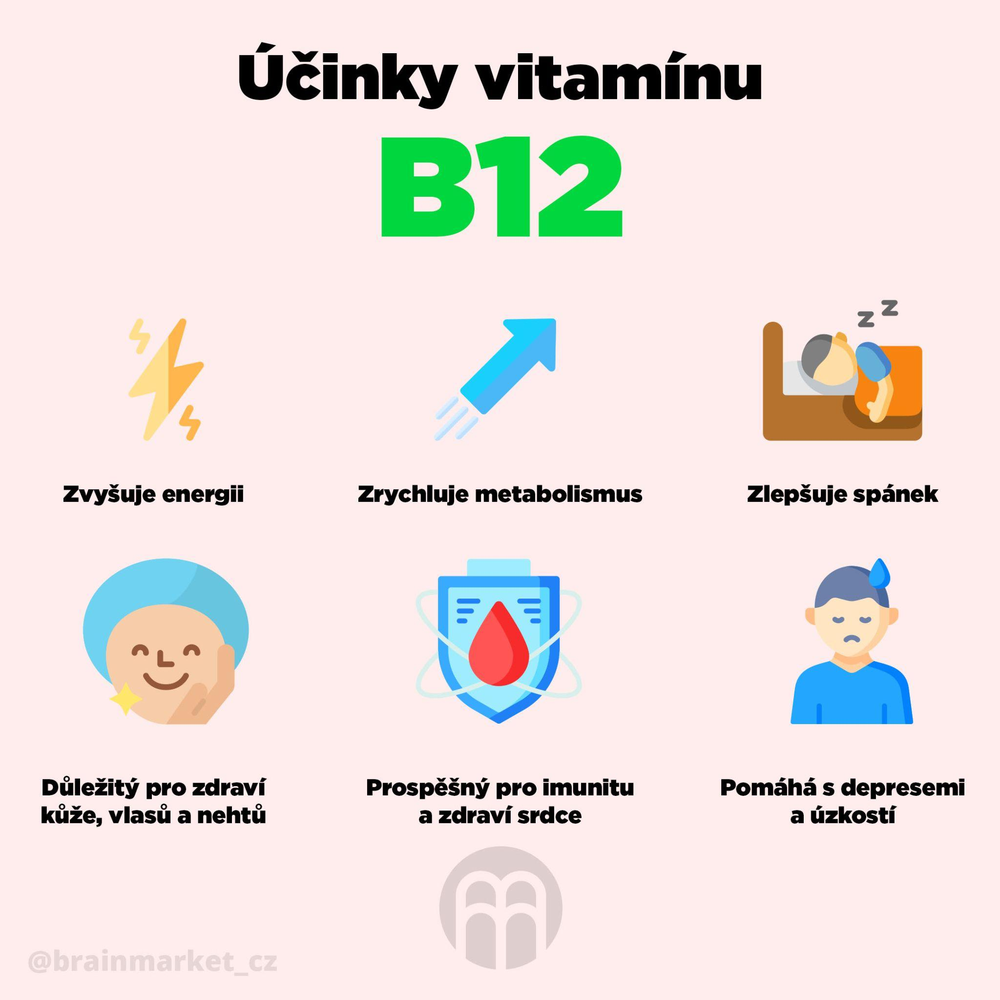 Účinky vitamínu
B12
Zvyšuje energii
Zrychluje metabolismus
Zlepšuje spánek
Důležitý pro zdraví
kůže, vlasů a nehtů
Prospěšný pro imunitu
a zdraví srdce
Pomáhá s depresemi
a úzkostí
@brainmarket_cz